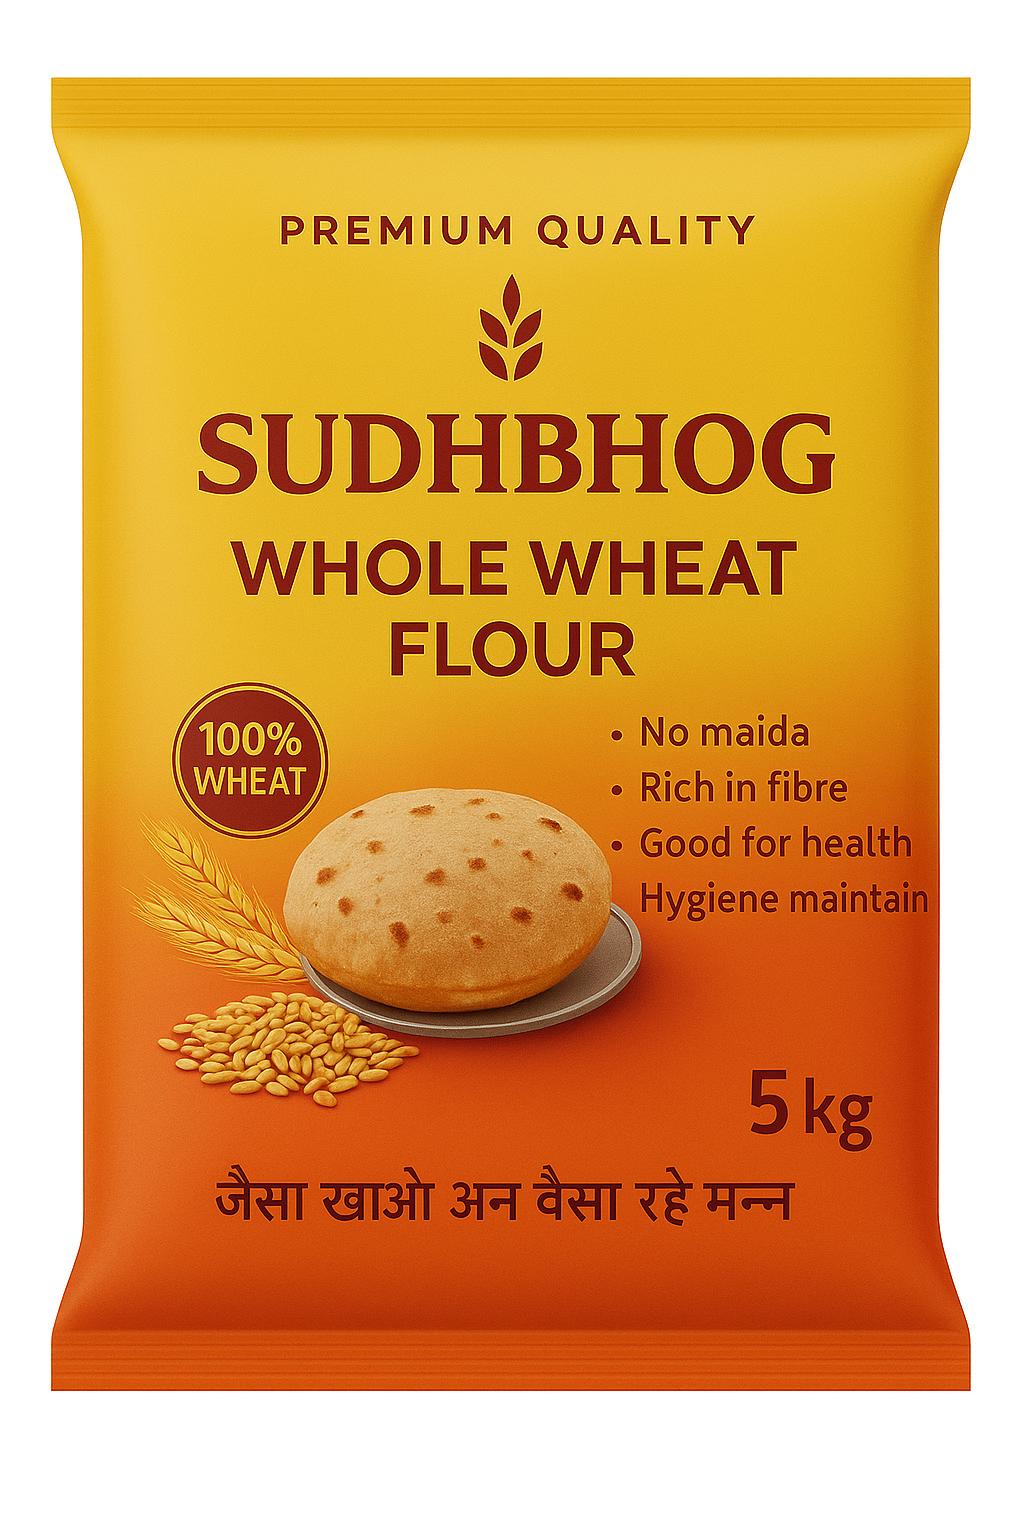 PREMIUM QUALITY
SUDHBHOG
WHOLE WHEAT
FLOUR
100%
WHEAT
• No maida
• Rich in fibre
• Good for health
Hygiene maintain
5 kg
जैसा खाओ अन वैसा रहे मन्न